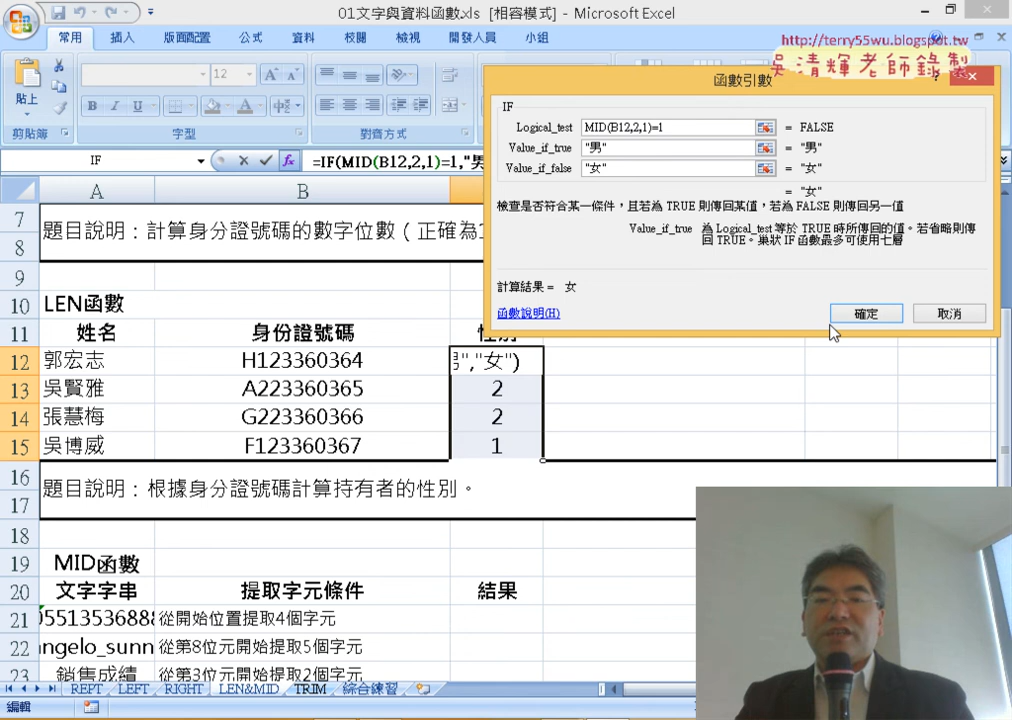 01文字與資料函數.xls [相容模式] - Microsoft Excel
常用 插入 版面配置 公式 資料 校閱 檢視 開發人員 小組
http://terry55wu.blogspot.tw
吳清輝老師錄製
貼上
12
剪貼簿 字型 對齊方式
IF =IF(MID(B12,2,1)=1,"男
函數引數
IF
Logical_test MID(B12,2,1)=1 = FALSE
Value_if_true "男" = "男"
Value_if_false "女" = "女"
= "女"
檢查是否符合某一條件，且若為 TRUE 則傳回某值，若為 FALSE 則傳回另一值
Value_if_true 為 Logical_test 等於 TRUE 時所傳回的值。若省略則傳
回 TRUE。巢狀 IF 函數最多可使用七層
計算結果 = 女
函數說明(H) 確定 取消
A B
7
題目說明：計算身分證號碼的數字位數（正確為1
8
9
10 LEN函數
11 姓名 身份證號碼 性別
12 郭宏志 H123360364 ","女")
13 吳賢雅 A223360365 2
14 張慧梅 G223360366 2
15 吳博威 F123360367 1
16
題目說明：根據身分證號碼計算持有者的性別。
17
18
19 MID函數
20 文字字串 提取字元條件 結果
21 0551353688 從開始位置提取4個字元
22 ngelo_sunn 從第8位元開始提取5個字元
23 銷售成績 從第3位元開始提取2個字元
REPT LEFT RIGHT LEN&MID TRIM 綜合練習
編輯